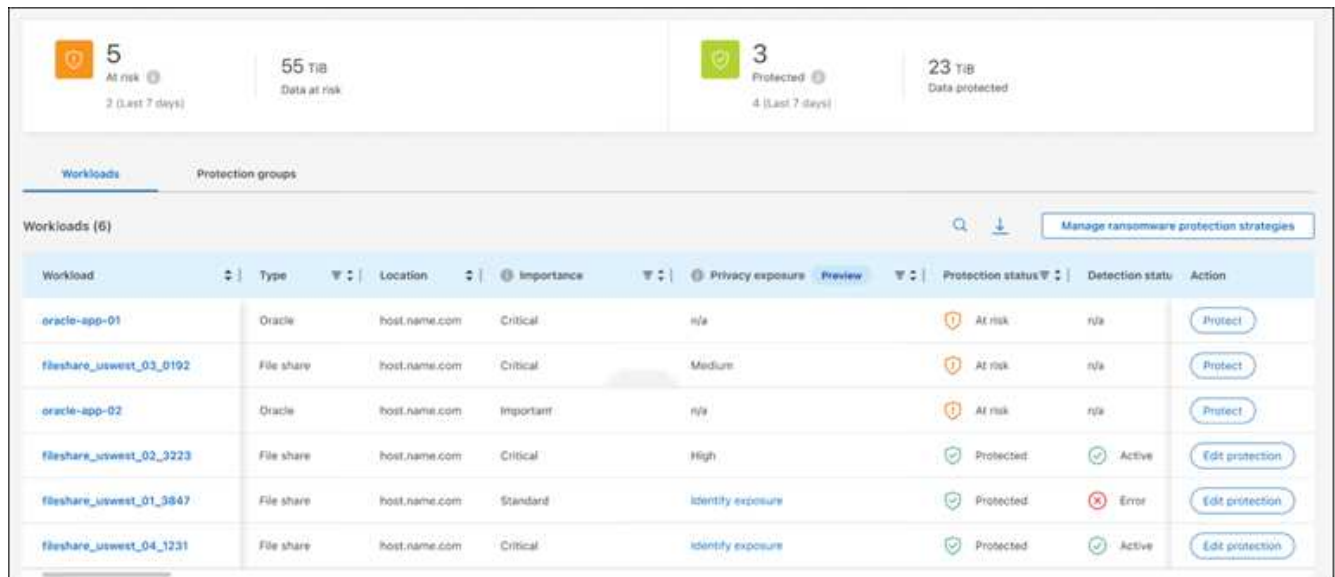 5
At risk
2 (Last 7 days)
55 TiB
Data at risk
3
Protected
4 (Last 7 days)
23 TiB
Data protected
Workloads Protection groups
Workloads (6) Manage ransomware protection strategies
Workload Type Location Importance Privacy exposure Preview Protection status Detection statu Action
oracle-app-01 Oracle host.name.com Critical n/a At risk n/a Protect
fileshare_uswest_03_0192 File share host.name.com Critical Medium At risk n/a Protect
oracle-app-02 Oracle host.name.com Important n/a At risk n/a Protect
fileshare_uswest_02_3223 File share host.name.com Critical High Protected Active Edit protection
fileshare_uswest_01_3847 File share host.name.com Standard Identify exposure Protected Error Edit protection
fileshare_uswest_04_1231 File share host.name.com Critical Identify exposure Protected Active Edit protection